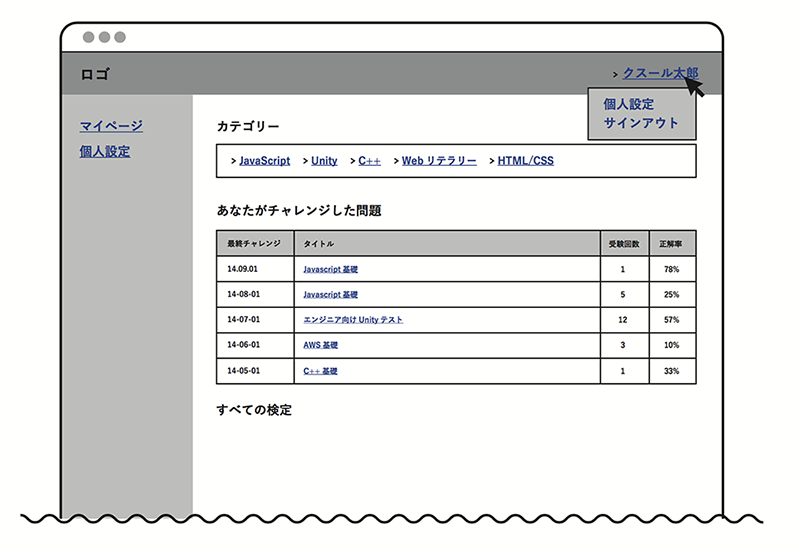 ロゴ
> クスール太郎
個人設定
サインアウト
マイページ
個人設定
カテゴリー
> JavaScript > Unity > C++ > Web リテラリー > HTML/CSS
あなたがチャレンジした問題
最終チャレンジ タイトル 受験回数 正解率
14.09.01 Javascript 基礎 1 78%
14-08-01 Javascript 基礎 5 25%
14-07-01 エンジニア向け Unity テスト 12 57%
14-06-01 AWS 基礎 3 10%
14-05-01 C++ 基礎 1 33%
すべての検定